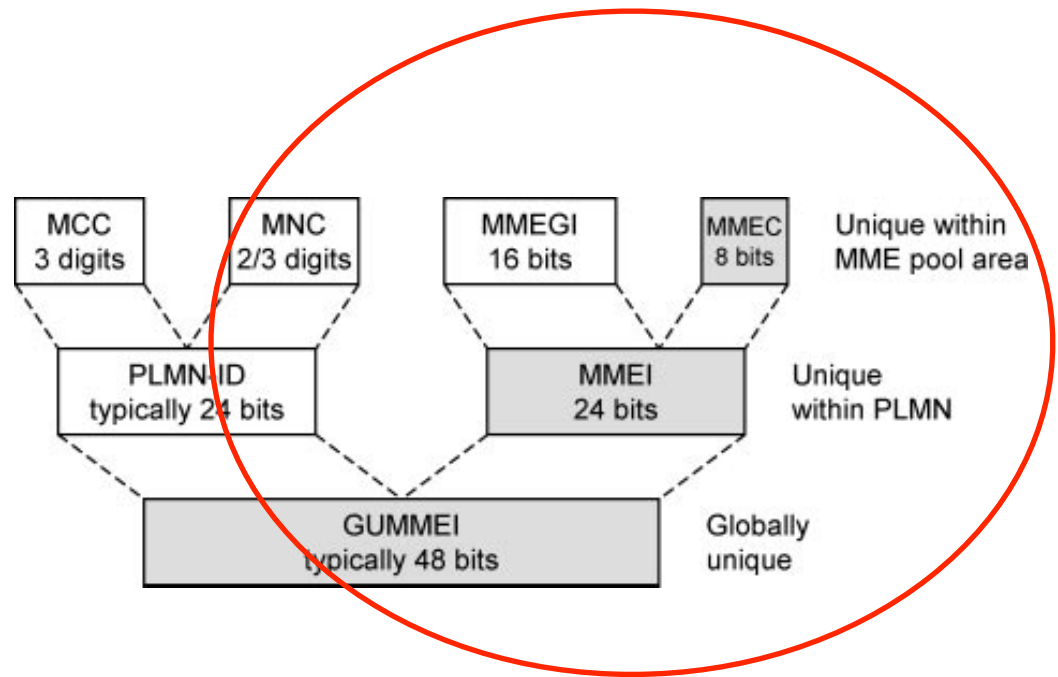 MCC
3 digits
MNC
2/3 digits
MMEGI
16 bits
MMEC
8 bits
Unique within
MME pool area
PLMN-ID
typically 24 bits
MMEI
24 bits
Unique
within PLMN
GUMMEI
typically 48 bits
Globally
unique